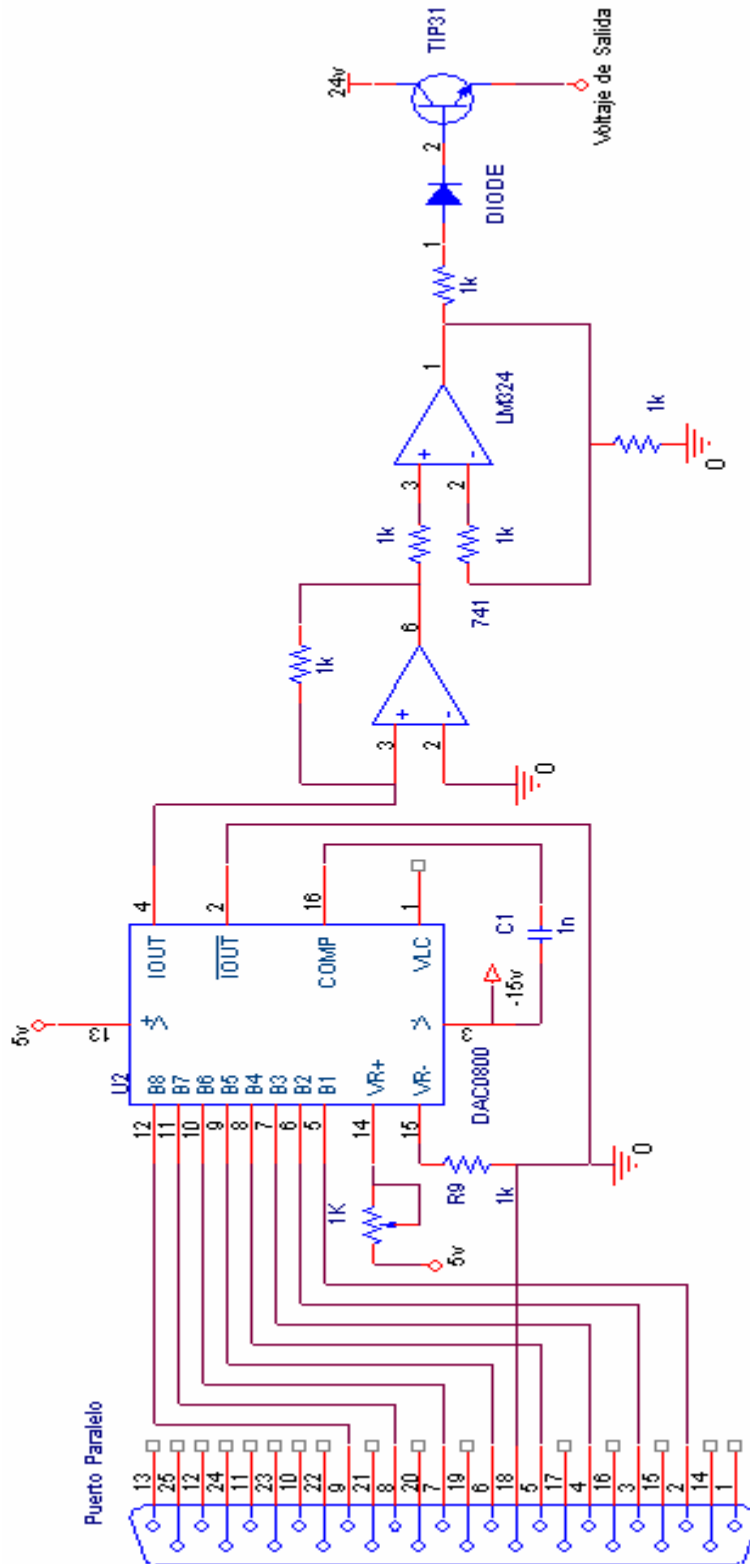 Puerto Paralelo
13
25
12
24
11
23
10
22
9
21
8
20
7
19
6
18
5
17
4
16
3
15
2
14
1
5v
U2
13
12
11
10
9
8
7
6
5
14
15
B8
B7
B6
B5
B4
B3
B2
B1
VR+
VR-
V+
V-
IOUT
IOUT
COMP
VLC
4
2
16
1
3
DAC0800
1K
5v
R9
1k
0
-15v
C1
1n
3
2
+
-
6
741
0
1k
1k
1k
3
2
+
-
1
LM324
1k
0
1k
1
2
DIODE
24v
TIP31
Voltaje de Salida